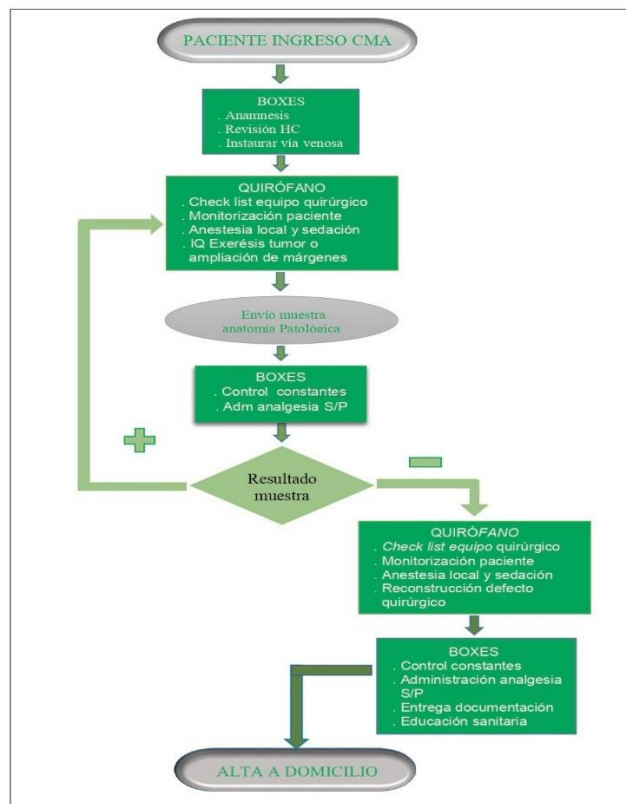 PACIENTE INGRESO CMA
BOXES
. Anamnesis
. Revisión HC
. Instaurar vía venosa
QUIRÓFANO
. Check list equipo quirúrgico
. Monitorización paciente
. Anestesia local y sedación
. IQ Exerésis tumor o
ampliación de márgenes
Envío muestra
anatomía Patológica
BOXES
. Control constantes
. Adm analgesia S/P
+
Resultado
muestra
−
QUIRÓFANO
. Check list equipo quirúrgico
. Monitorización paciente
. Anestesia local y sedación
. Reconstrucción defecto
quirúrgico
BOXES
. Control constantes
. Administración analgesia
S/P
. Entrega documentación
. Educación sanitaria
ALTA A DOMICILIO